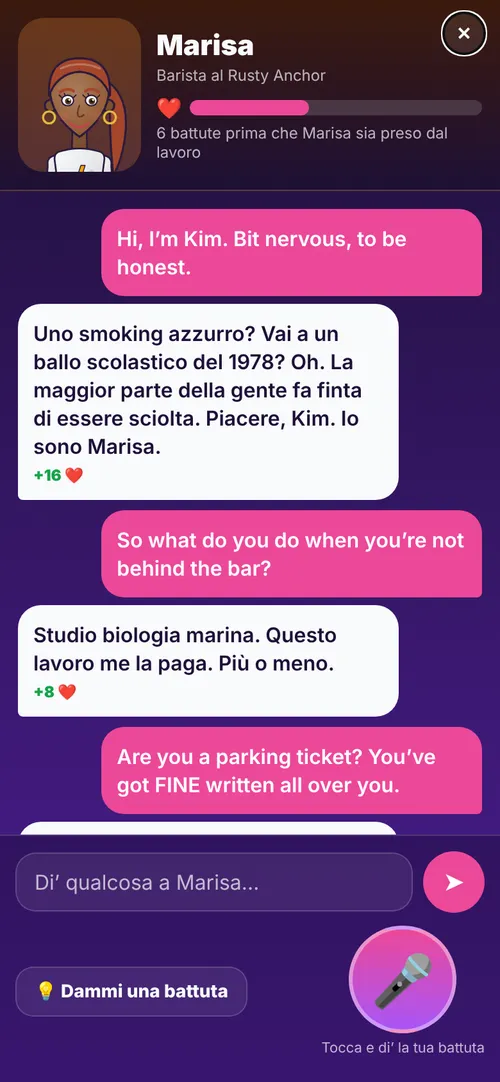 Marisa
Barista al Rusty Anchor
6 battute prima che Marisa sia preso dal
lavoro
Hi, I’m Kim. Bit nervous, to be
honest.
Uno smoking azzurro? Vai a un
ballo scolastico del 1978? Oh. La
maggior parte della gente fa finta
di essere sciolta. Piacere, Kim. Io
sono Marisa.
+16
So what do you do when you’re not
behind the bar?
Studio biologia marina. Questo
lavoro me la paga. Più o meno.
+8
Are you a parking ticket? You’ve
got FINE written all over you.
Di’ qualcosa a Marisa...
Dammi una battuta
Tocca e di’ la tua battuta